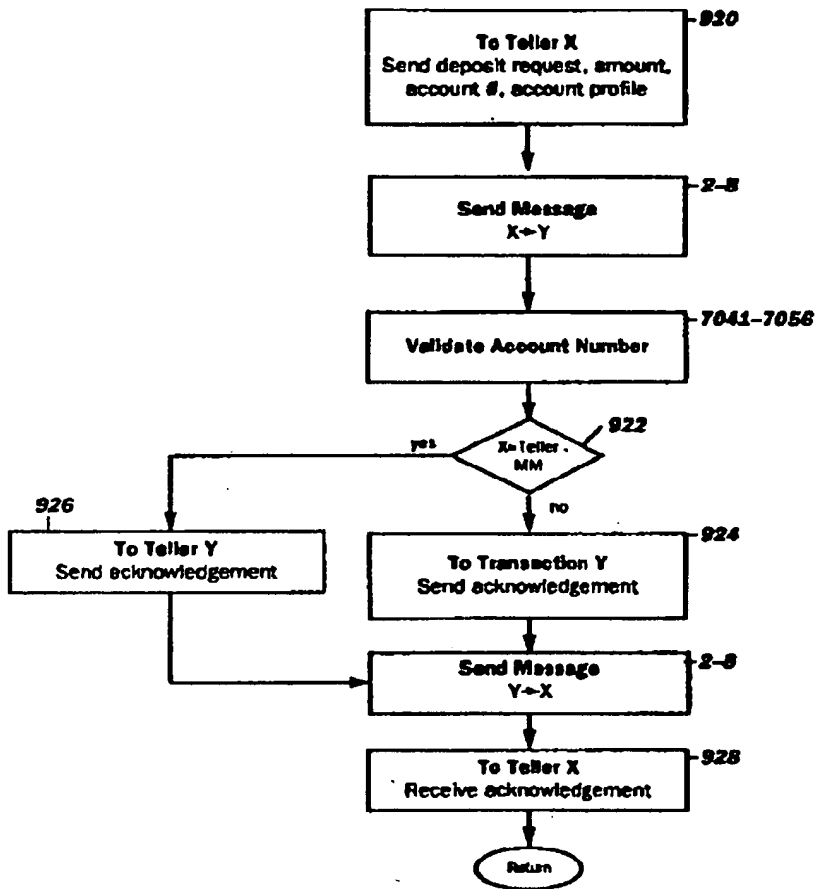 920
To Teller X
Send deposit request, amount,
account #, account profile
2-8
Send Message
X→Y
7041-7056
Validate Account Number
922
X=Teller
MM
yes
no
926
To Teller Y
Send acknowledgement
924
To Transaction Y
Send acknowledgement
2-8
Send Message
Y→X
928
To Teller X
Receive acknowledgement
Return